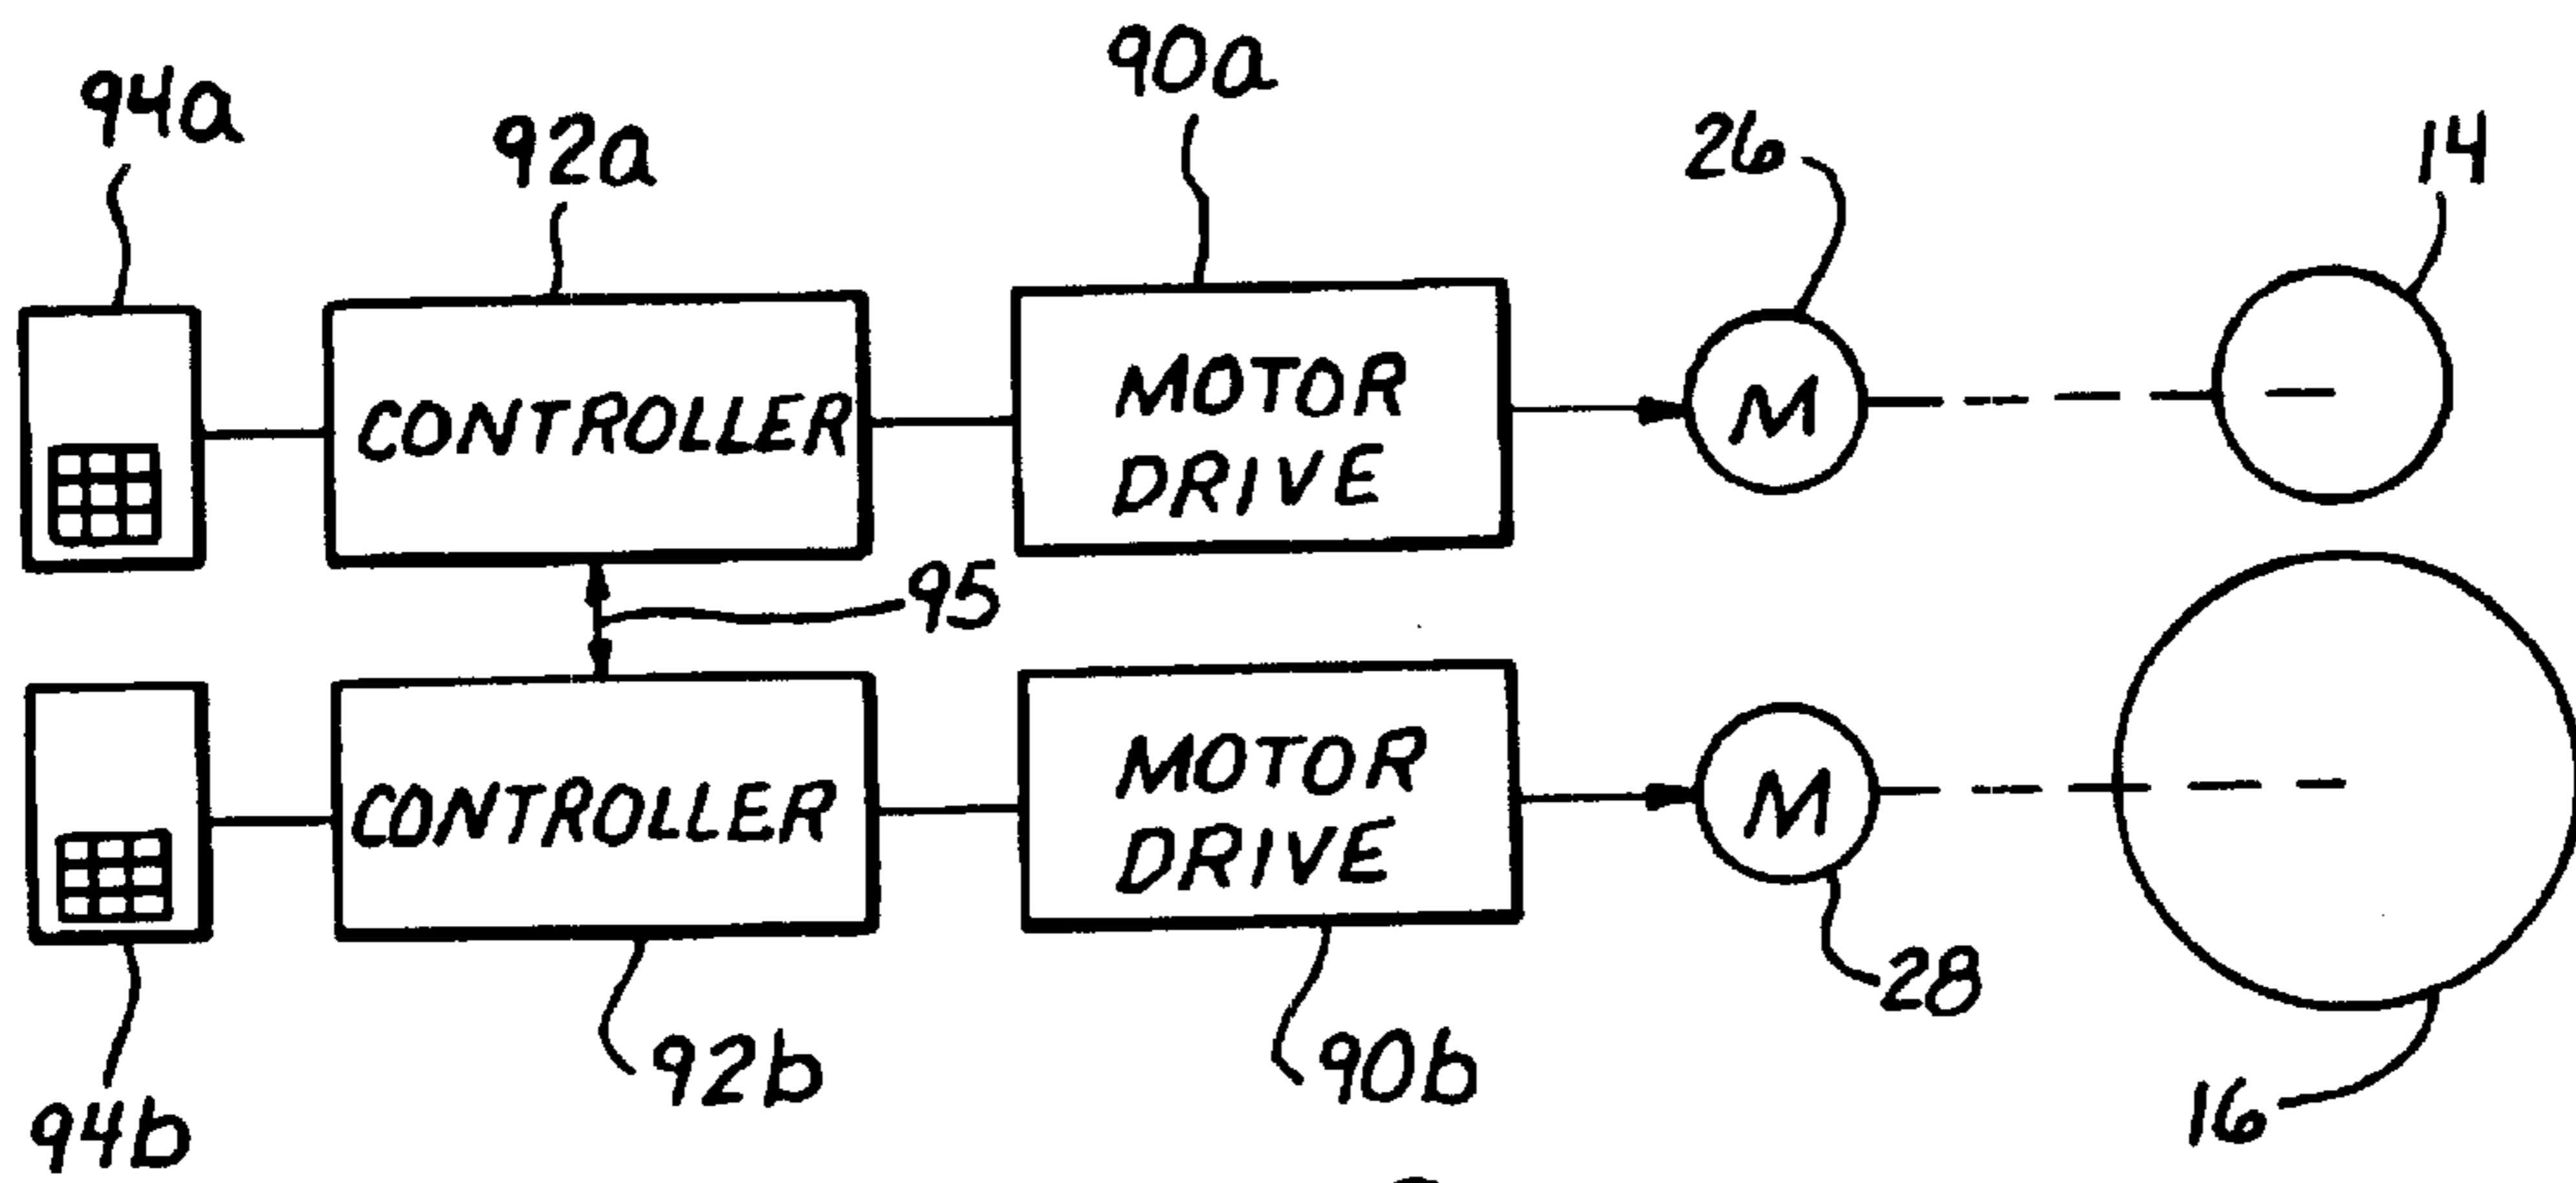 94a
92a
90a
26
14
CONTROLLER
MOTOR
DRIVE
M
95
CONTROLLER
MOTOR
DRIVE
M
94b
92b
90b
28
16